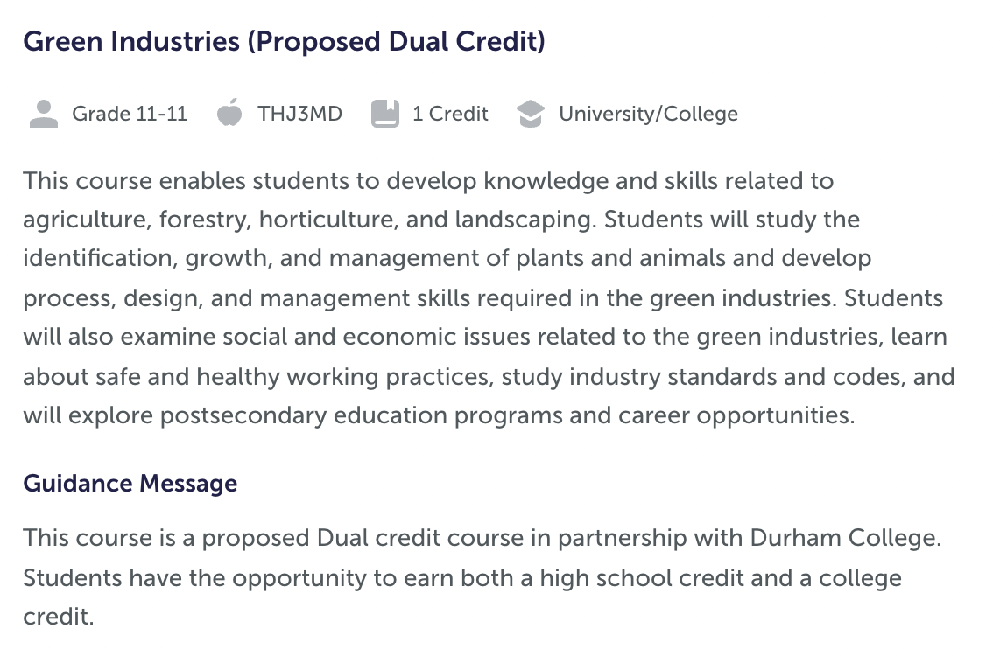 Green Industries (Proposed Dual Credit)
Grade 11-11 THJ3MD 1 Credit University/College
This course enables students to develop knowledge and skills related to
agriculture, forestry, horticulture, and landscaping. Students will study the
identification, growth, and management of plants and animals and develop
process, design, and management skills required in the green industries. Students
will also examine social and economic issues related to the green industries, learn
about safe and healthy working practices, study industry standards and codes, and
will explore postsecondary education programs and career opportunities.
Guidance Message
This course is a proposed Dual credit course in partnership with Durham College.
Students have the opportunity to earn both a high school credit and a college
credit.